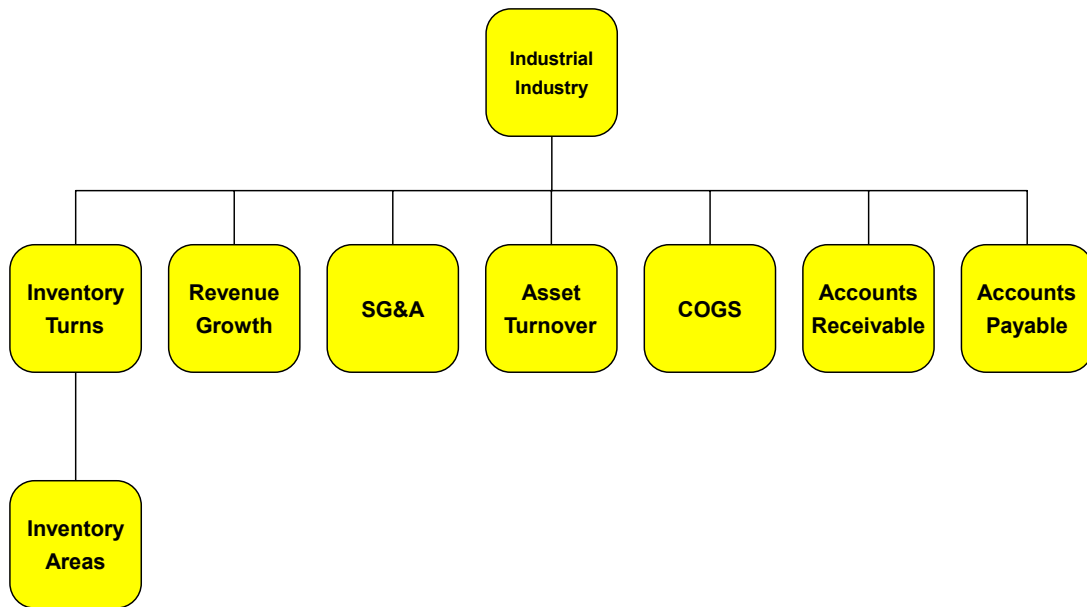 Industrial
Industry
Inventory
Turns
Revenue
Growth
SG&A
Asset
Turnover
COGS
Accounts
Receivable
Accounts
Payable
Inventory
Areas